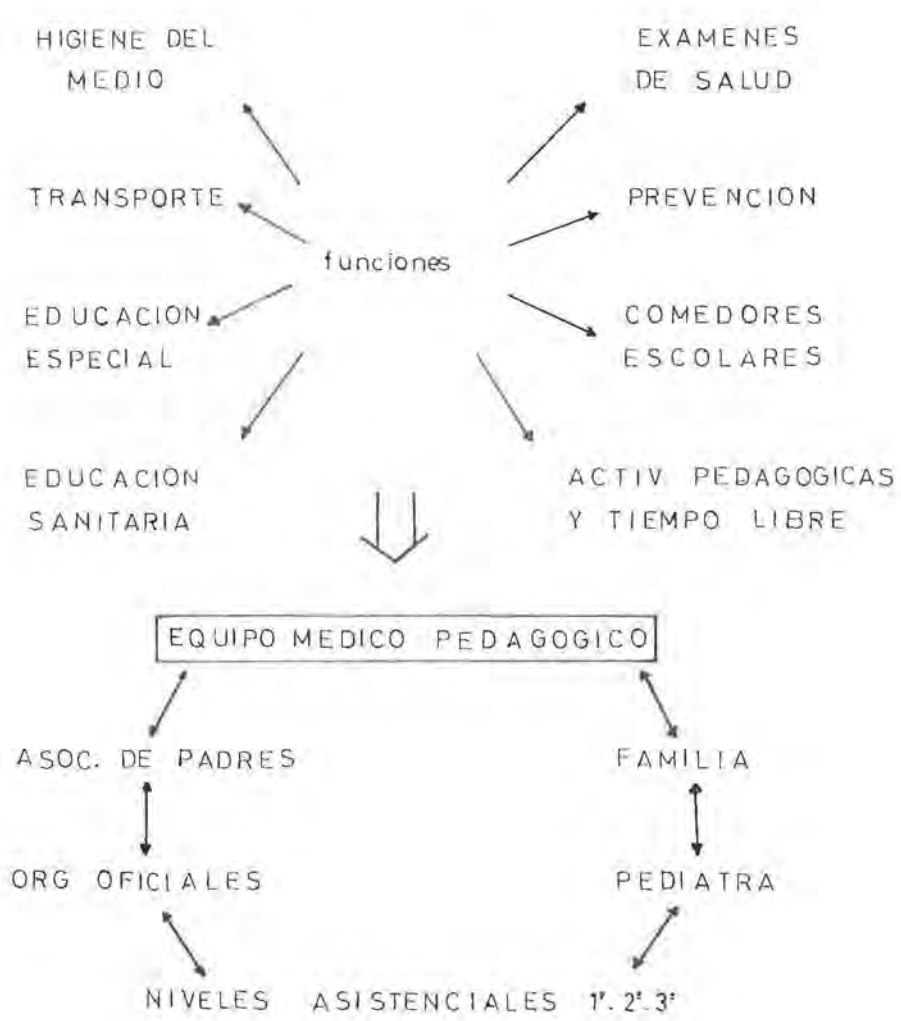 HIGIENE DEL
MEDIO
EXAMENES
DE SALUD
TRANSPORTE
PREVENCION
funciones
EDUCACION
ESPECIAL
COMEDORES
ESCOLARES
EDUCACION
SANITARIA
ACTIV PEDAGOGICAS
Y TIEMPO LIBRE
EQUIPO MEDICO PEDAGOGICO
ASOC. DE PADRES
FAMILIA
ORG OFICIALES
PEDIATRA
NIVELES ASISTENCIALES 1º. 2º. 3º